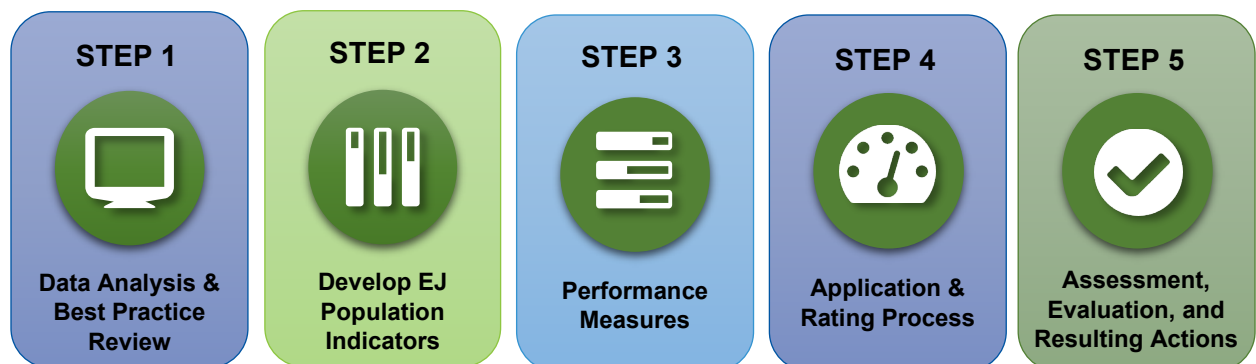 STEP 1
Data Analysis &
Best Practice
Review
STEP 2
Develop EJ
Population
Indicators
STEP 3
Performance
Measures
STEP 4
Application &
Rating Process
STEP 5
Assessment,
Evaluation, and
Resulting Actions